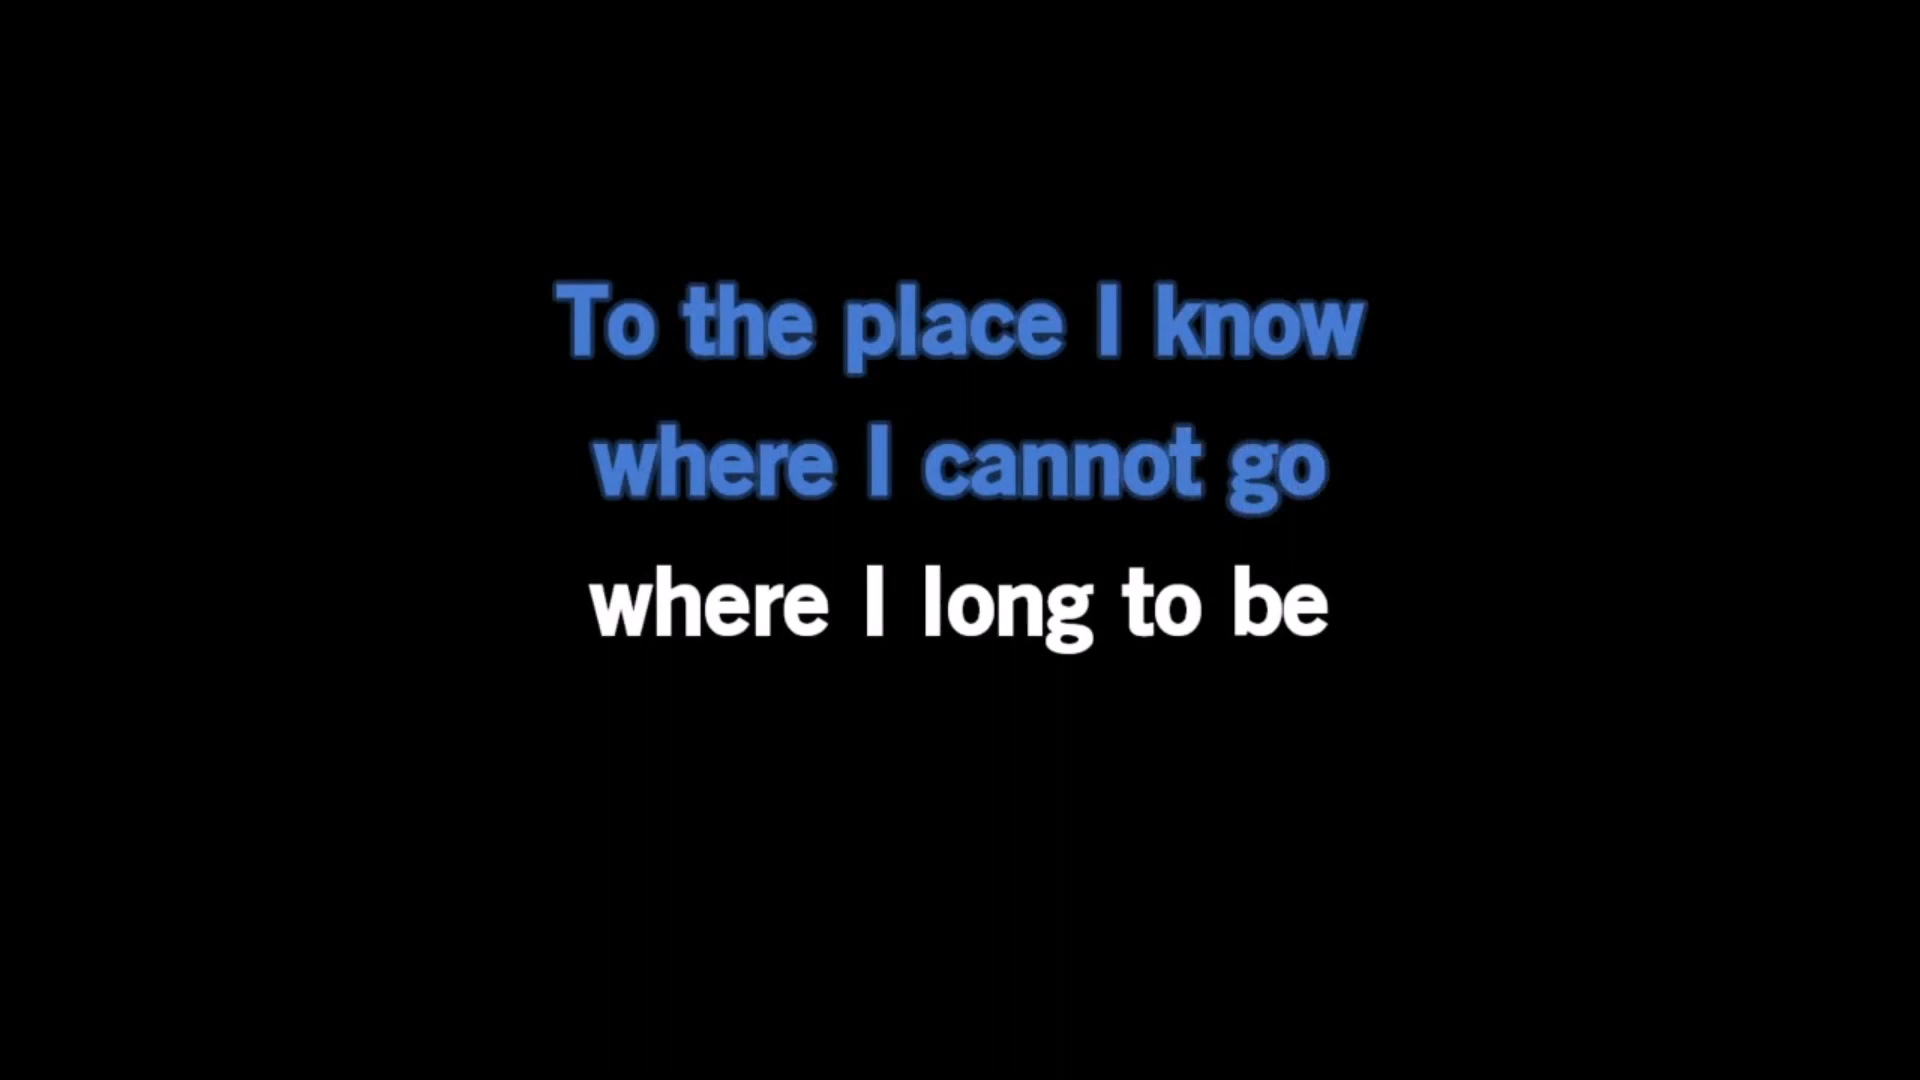 To the place I know
where I cannot go
where I long to be